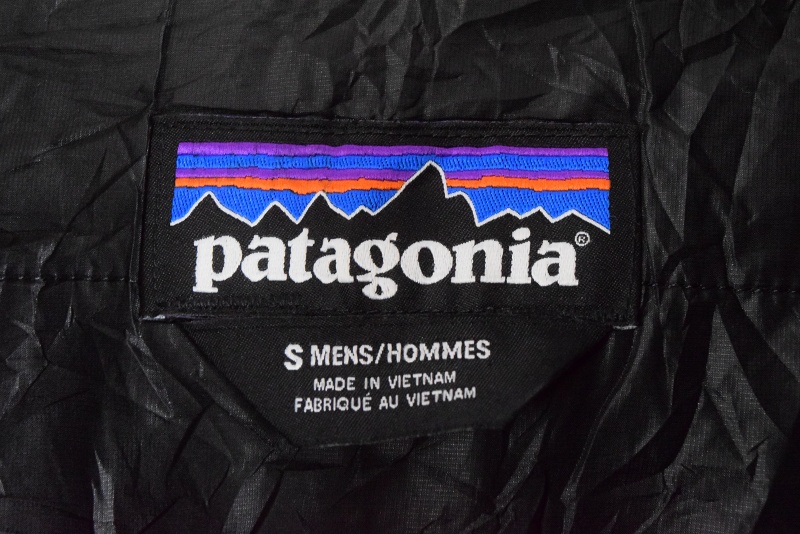 patagonia®
S MENS/HOMMES
MADE IN VIETNAM
FABRIQUÉ AU VIETNAM